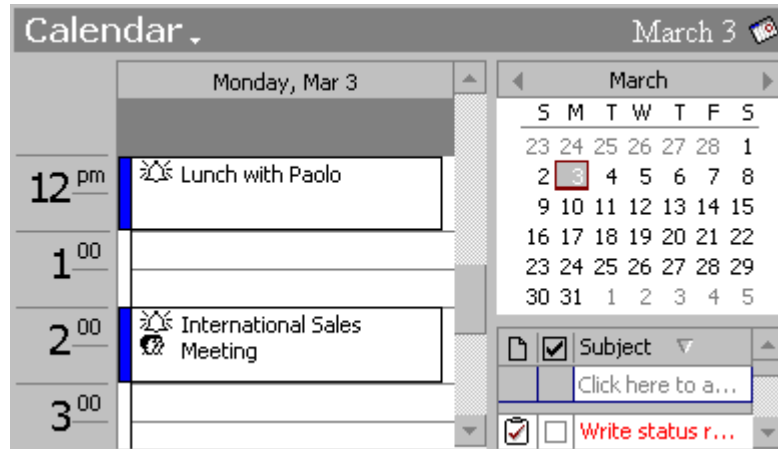 Calendar
March 3
Monday, Mar 3
12 pm
Lunch with Paolo
1 00
2 00
International Sales
Meeting
3 00
March
S M T W T F S
23 24 25 26 27 28 1
2 3 4 5 6 7 8
9 10 11 12 13 14 15
16 17 18 19 20 21 22
23 24 25 26 27 28 29
30 31 1 2 3 4 5
Subject
Click here to a...
Write status r...